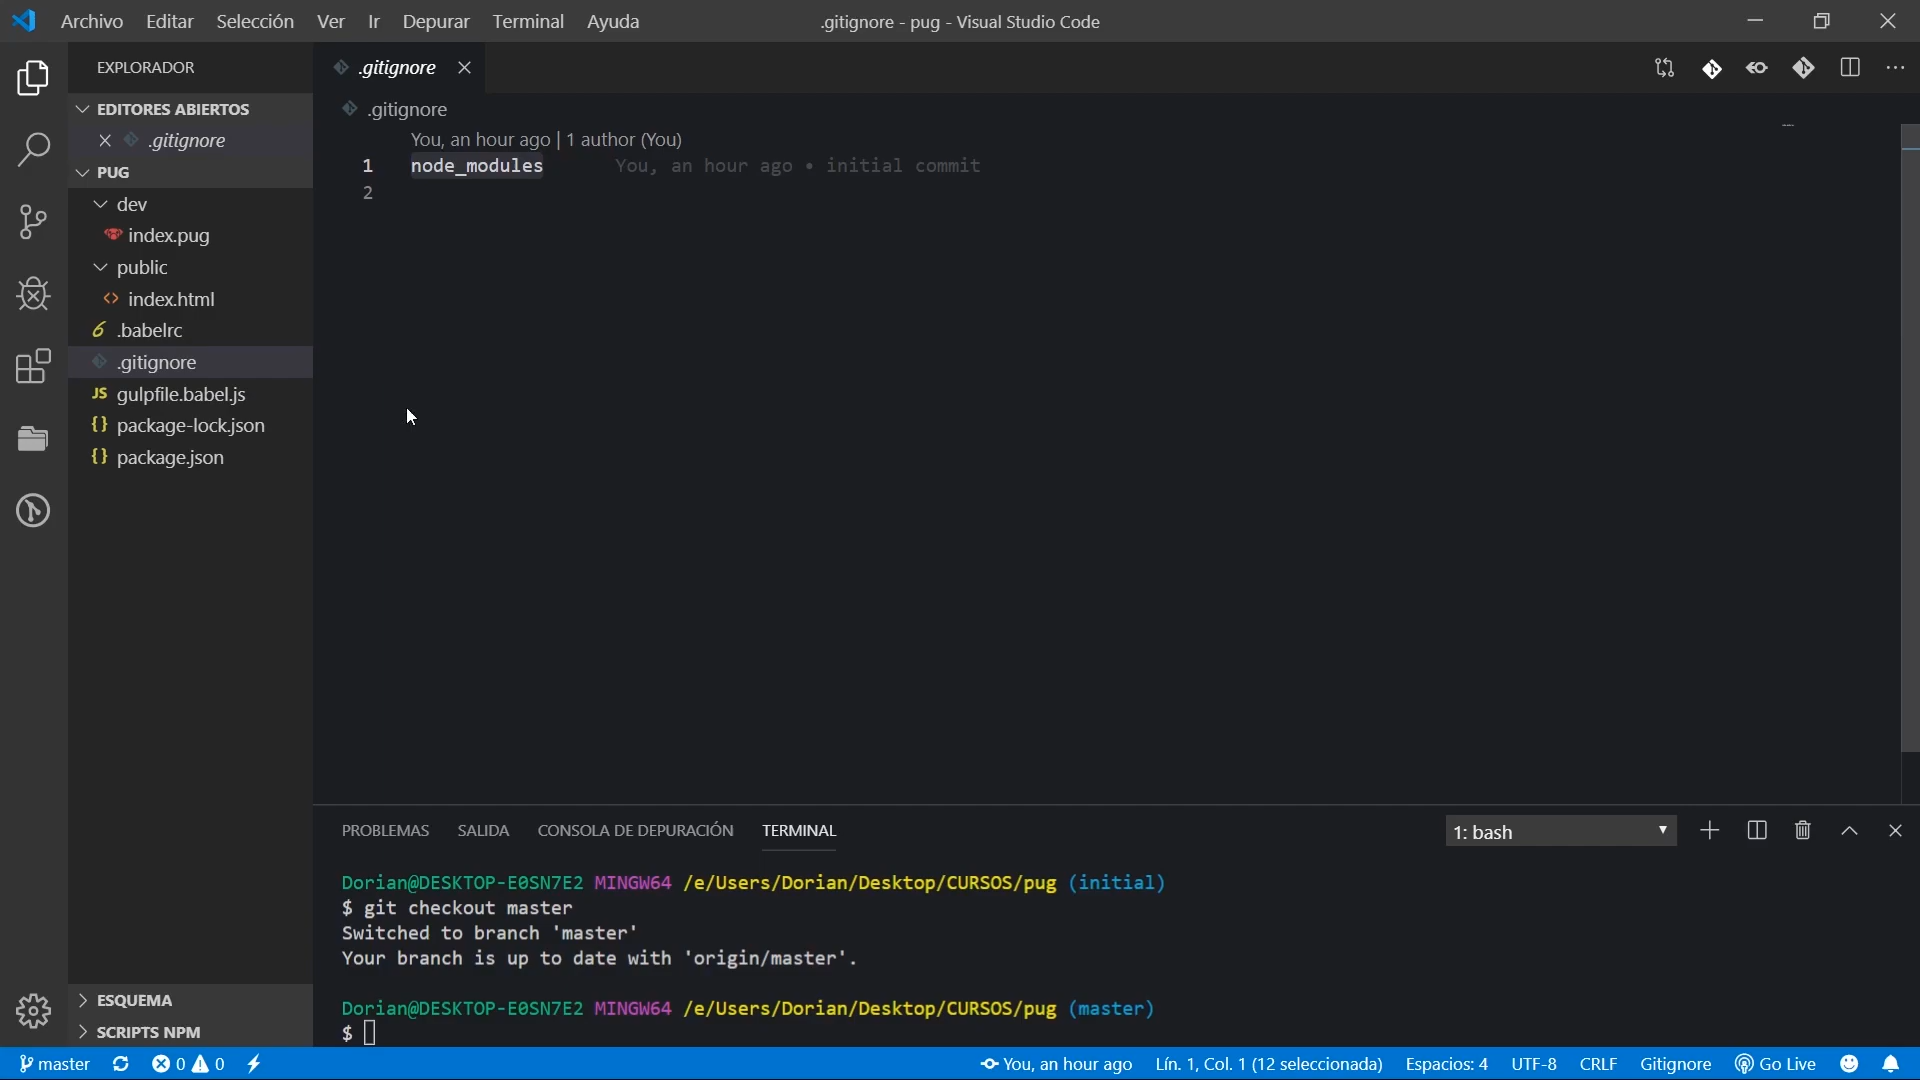 Archivo Editar Selección Ver Ir Depurar Terminal Ayuda
.gitignore - pug - Visual Studio Code
EXPLORADOR
EDITORES ABIERTOS
.gitignore
PUG
dev
index.pug
public
index.html
.babelrc
.gitignore
JS gulpfile.babel.js
{} package-lock.json
{} package.json
ESQUEMA
SCRIPTS NPM
.gitignore
.gitignore
You, an hour ago | 1 author (You)
1 node_modules You, an hour ago • initial commit
2
PROBLEMAS SALIDA CONSOLA DE DEPURACIÓN TERMINAL 1: bash
Dorian@DESKTOP-E0SN7E2 MINGW64 /e/Users/Dorian/Desktop/CURSOS/pug (initial)
$ git checkout master
Switched to branch 'master'
Your branch is up to date with 'origin/master'.
Dorian@DESKTOP-E0SN7E2 MINGW64 /e/Users/Dorian/Desktop/CURSOS/pug (master)
$
master 0 0 You, an hour ago Lín. 1, Col. 1 (12 seleccionada) Espacios: 4 UTF-8 CRLF Gitignore Go Live